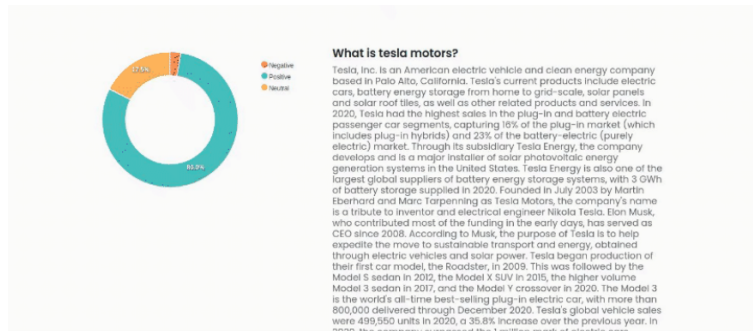 What is tesla motors?
Negative
Positive
Neutral
17.5%
Tesla, Inc. is an American electric vehicle and clean energy company
based in Palo Alto, California. Tesla's current products include electric
cars, battery energy storage from home to grid-scale, solar panels
and solar roof tiles, as well as other related products and services. In
2020, Tesla had the highest sales in the plug-in and battery electric
passenger car segments, capturing 16% of the plug-in market (which
includes plug-in hybrids) and 23% of the battery-electric (purely
electric) market. Through its subsidiary Tesla Energy, the company
develops and is a major installer of solar photovoltaic energy
generation systems in the United States. Tesla Energy is also one of the
largest global suppliers of battery energy storage systems, with 3 GWh
of battery storage supplied in 2020. Founded in July 2003 by Martin
Eberhard and Marc Tarpenning as Tesla Motors, the company's name
is a tribute to inventor and electrical engineer Nikola Tesla. Elon Musk,
who contributed most of the funding in the early days, has served as
CEO since 2008. According to Musk, the purpose of Tesla is to help
expedite the move to sustainable transport and energy, obtained
through electric vehicles and solar power. Tesla began production of
their first car model, the Roadster, in 2009. This was followed by the
Model S sedan in 2012, the Model X SUV in 2015, the higher volume
Model 3 sedan in 2017, and the Model Y crossover in 2020. The Model 3
is the world's all-time best-selling plug-in electric car, with more than
800,000 delivered through December 2020. Tesla's global vehicle sales
were 499,550 units in 2020, a 35.8% increase over the previous year. In